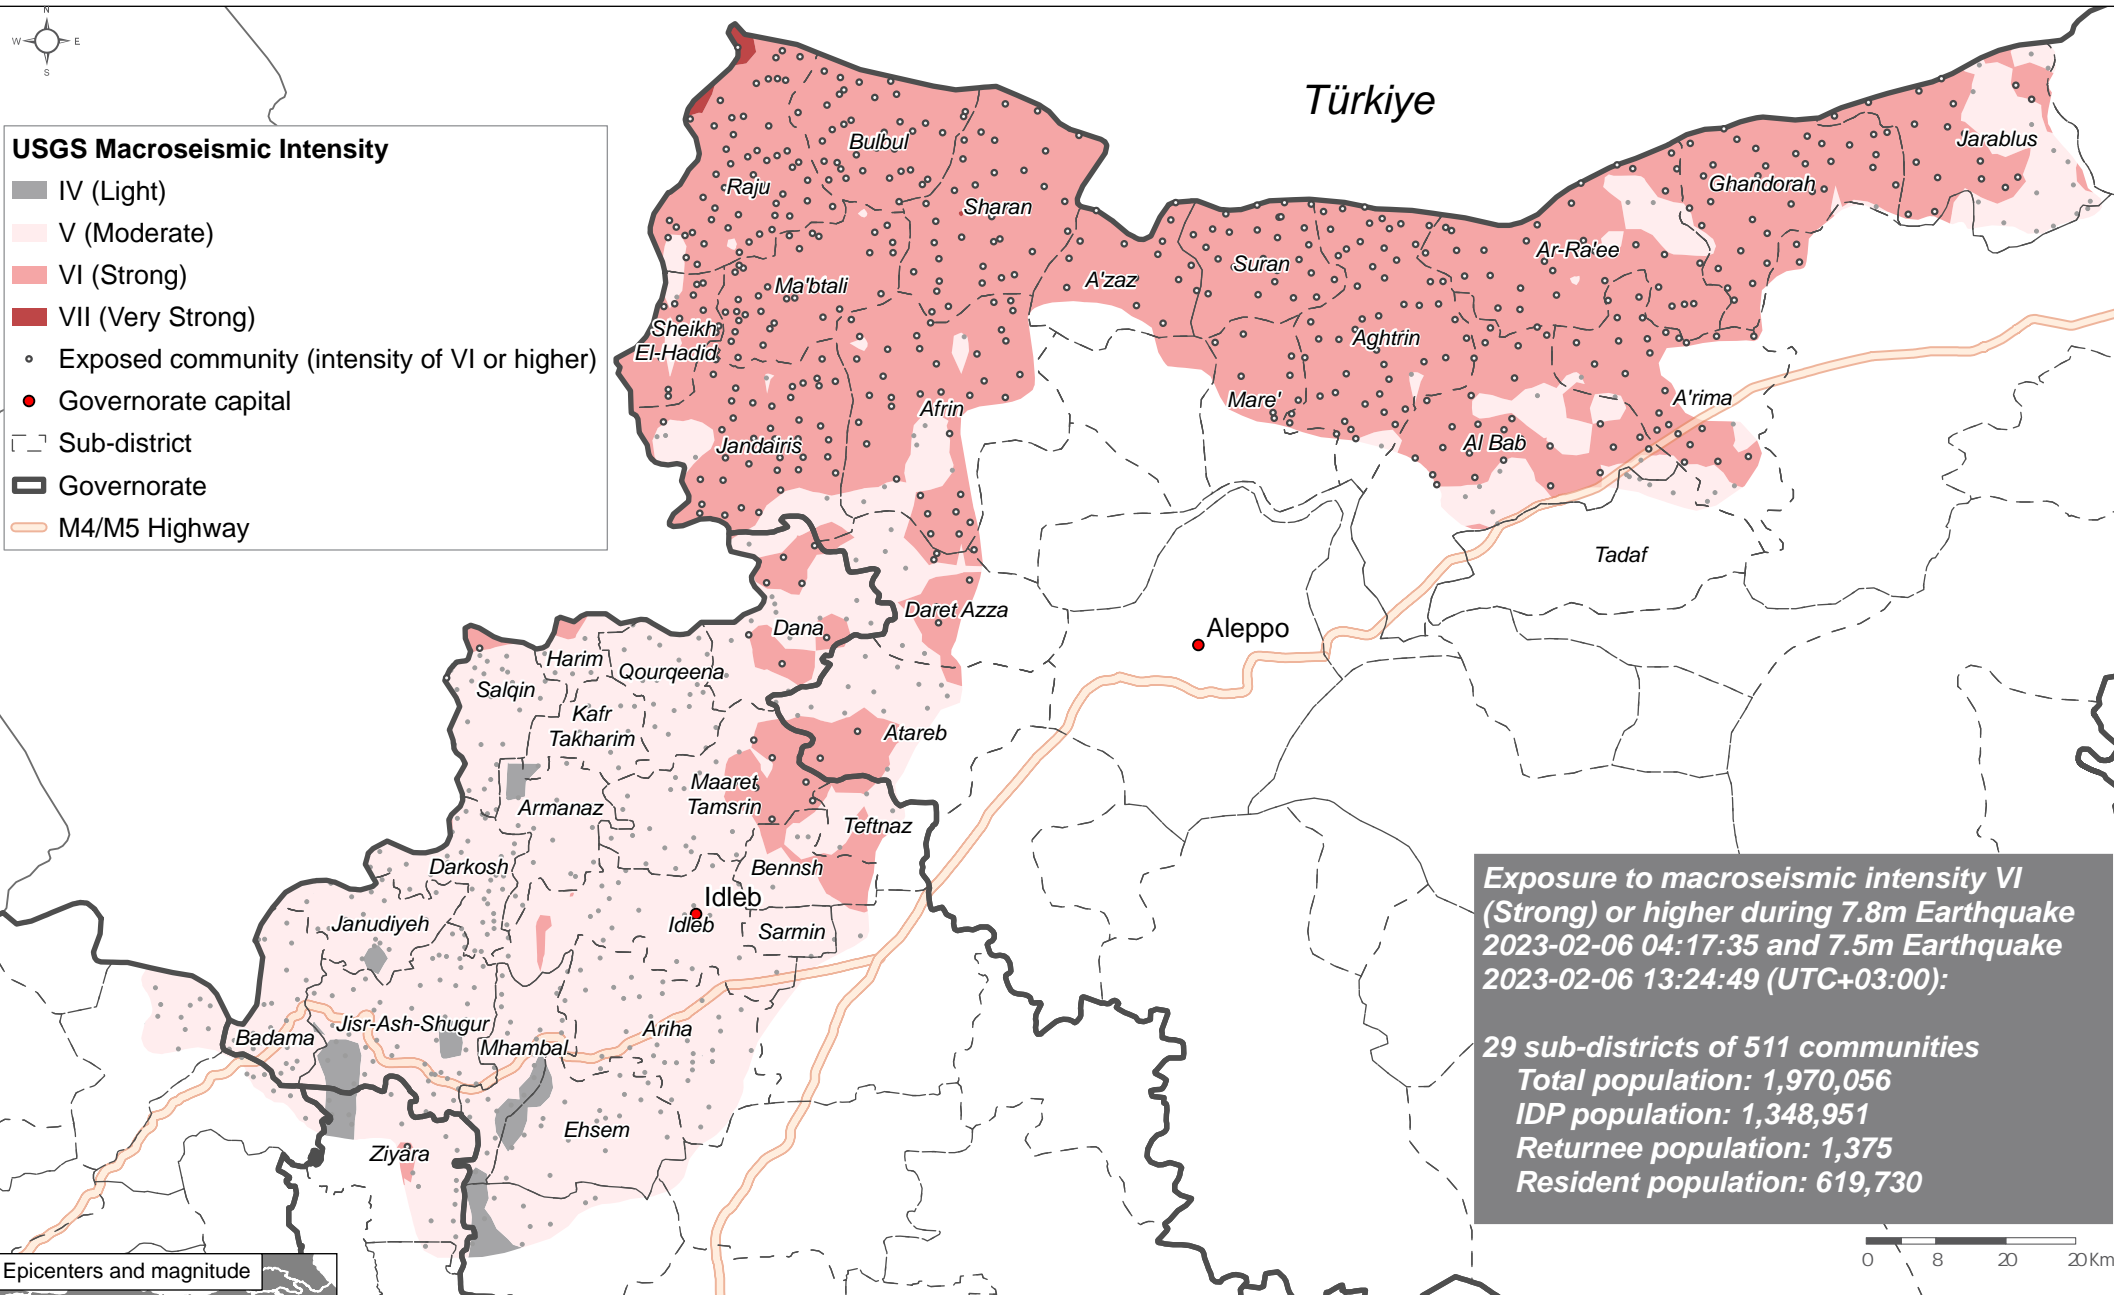 N
W
E
S
USGS Macroseismic Intensity
IV (Light)
V (Moderate)
VI (Strong)
VII (Very Strong)
Exposed community (intensity of VI or higher)
Governorate capital
Sub-district
Governorate
M4/M5 Highway
Türkiye
Bulbul
Raju
Sharan
Jarablus
Ghandorah
Ar-Ra'ee
Suran
A'zaz
Ma'btali
Sheikh
El-Hadid
Aghtrin
Mare'
A'rima
Afrin
Al Bab
Jandairis
Tadaf
Daret Azza
Dana
Aleppo
Harim
Qourqeena
Salqin
Kafr
Takharim
Atareb
Maaret
Tamsrin
Armanaz
Teftnaz
Darkosh
Bennsh
Idleb
Idleb
Janudiyeh
Sarmin
Jisr-Ash-Shugur
Badama
Mhambal
Ariha
Ehsem
Ziyara
Exposure to macroseismic intensity VI
(Strong) or higher during 7.8m Earthquake
2023-02-06 04:17:35 and 7.5m Earthquake
2023-02-06 13:24:49 (UTC+03:00):
29 sub-districts of 511 communities
Total population: 1,970,056
IDP population: 1,348,951
Returnee population: 1,375
Resident population: 619,730
0 8 20 20 Km
Epicenters and magnitude